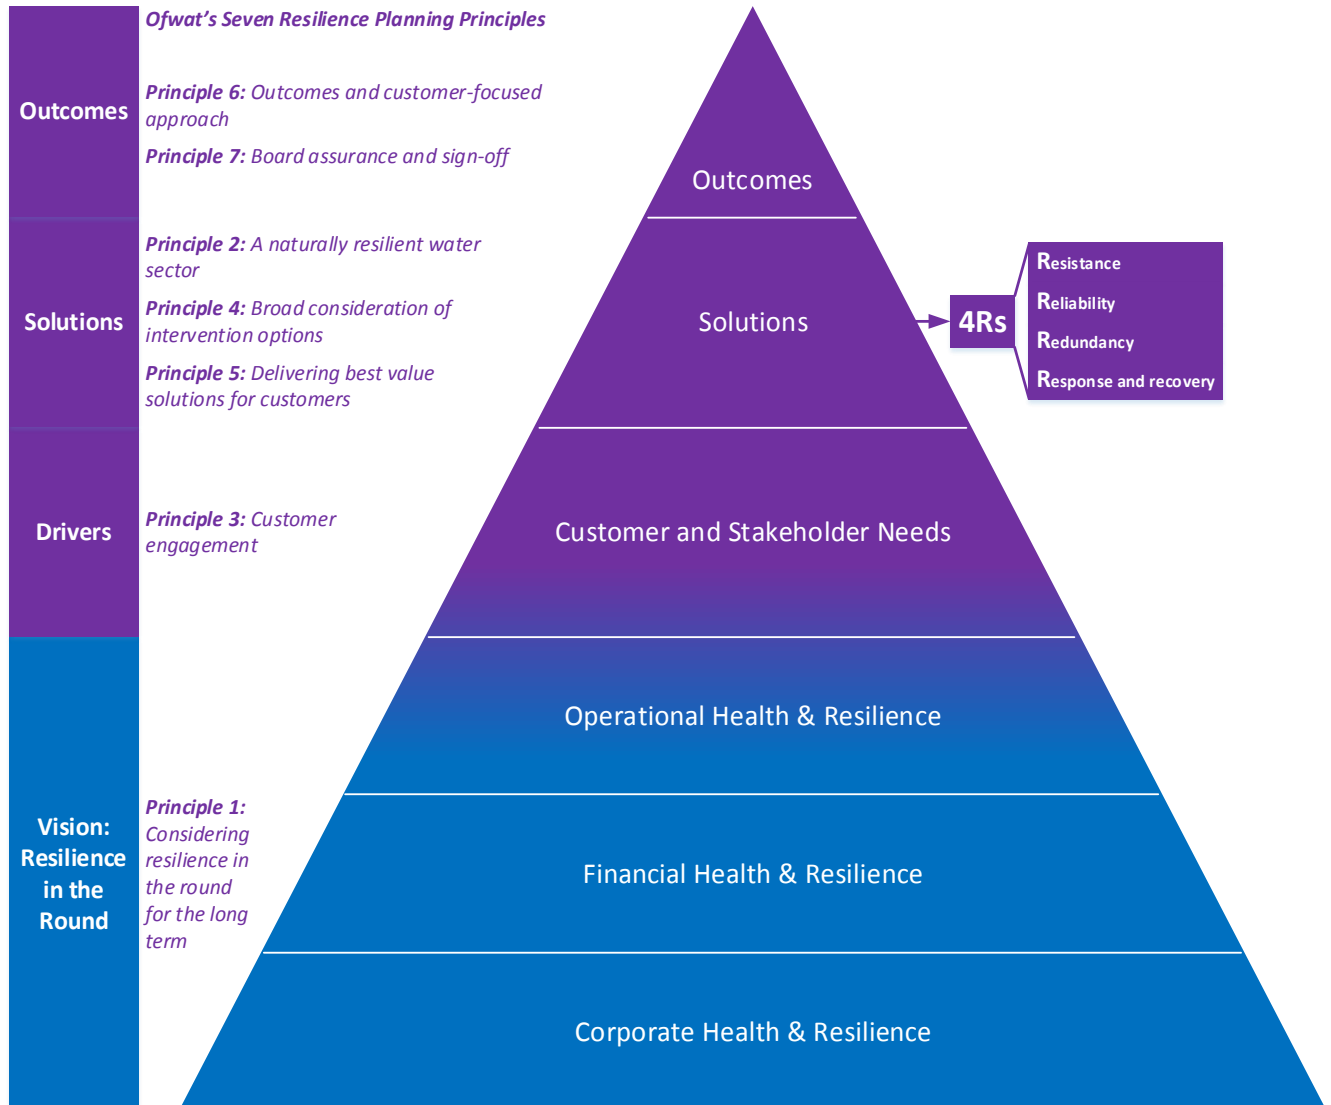 Ofwat's Seven Resilience Planning Principles
Outcomes
Principle 6: Outcomes and customer-focused
approach
Principle 7: Board assurance and sign-off
Outcomes
Solutions
Principle 2: A naturally resilient water
sector
Principle 4: Broad consideration of
intervention options
Principle 5: Delivering best value
solutions for customers
Solutions
4Rs
Resistance
Reliability
Redundancy
Response and recovery
Drivers
Principle 3: Customer
engagement
Customer and Stakeholder Needs
Vision:
Resilience
in the
Round
Principle 1:
Considering
resilience in
the round
for the long
term
Operational Health & Resilience
Financial Health & Resilience
Corporate Health & Resilience